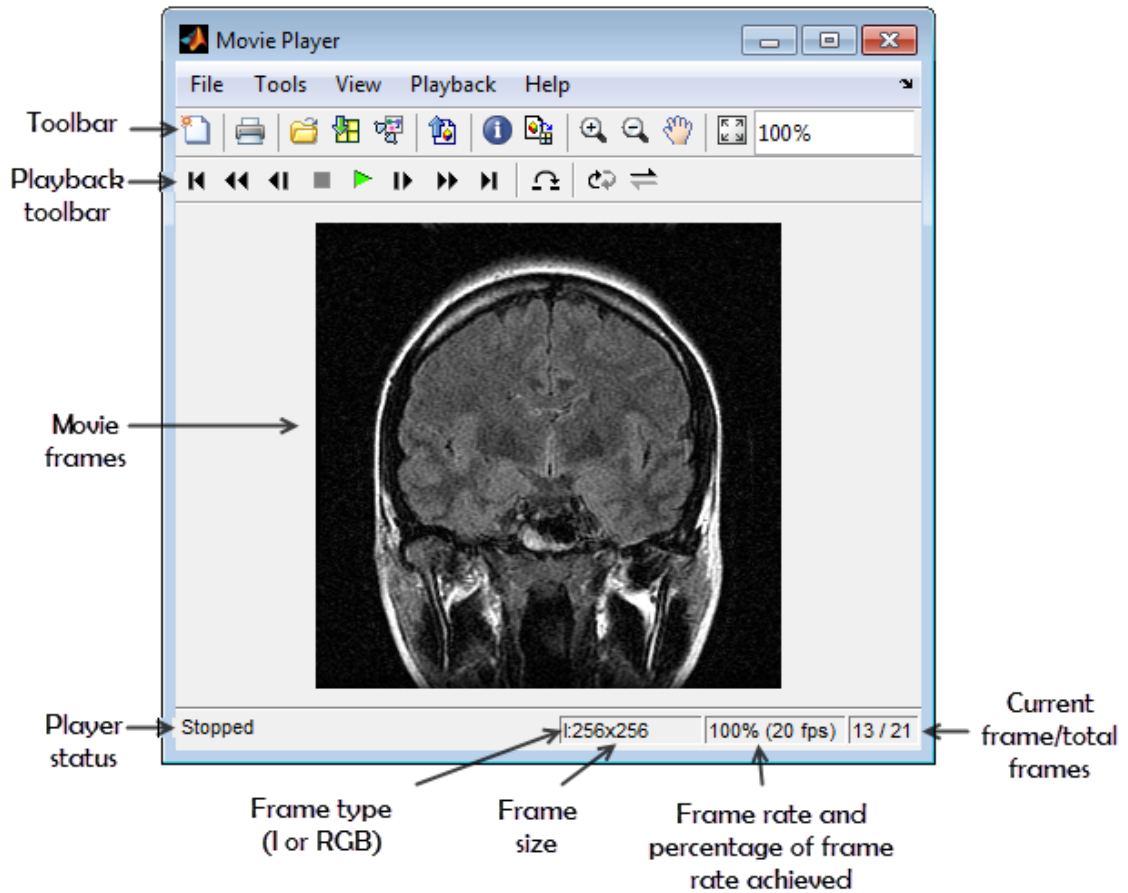 Movie Player
File Tools View Playback Help
Toolbar
100%
Playback
toolbar
Movie
frames
Player
status
Stopped
I:256x256
100% (20 fps)
13 / 21
Current
frame/total
frames
Frame type
(I or RGB)
Frame
size
Frame rate and
percentage of frame
rate achieved